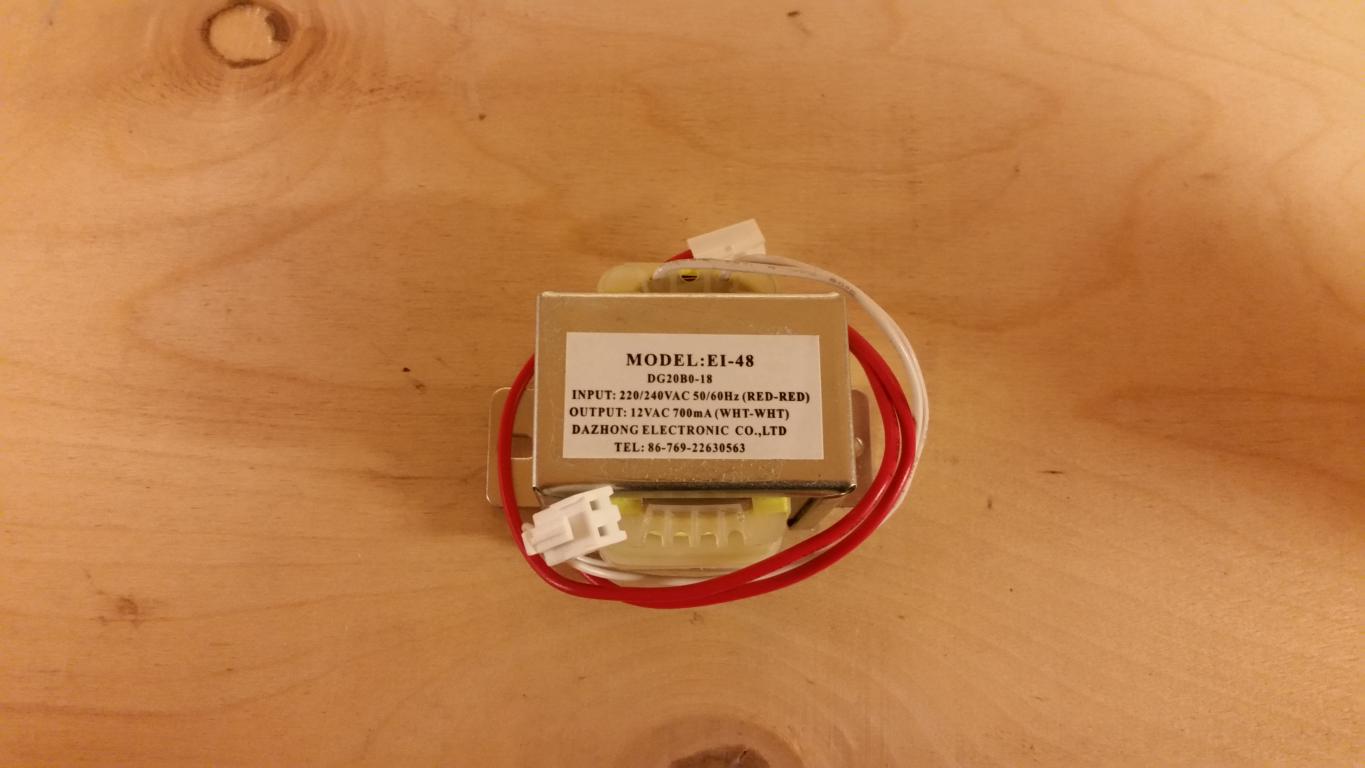 MODEL:EI-48
DG20B0-18
INPUT: 220/240VAC 50/60Hz (RED-RED)
OUTPUT: 12VAC 700mA (WHT-WHT)
DAZHONG ELECTRONIC CO.,LTD
TEL: 86-769-22630563